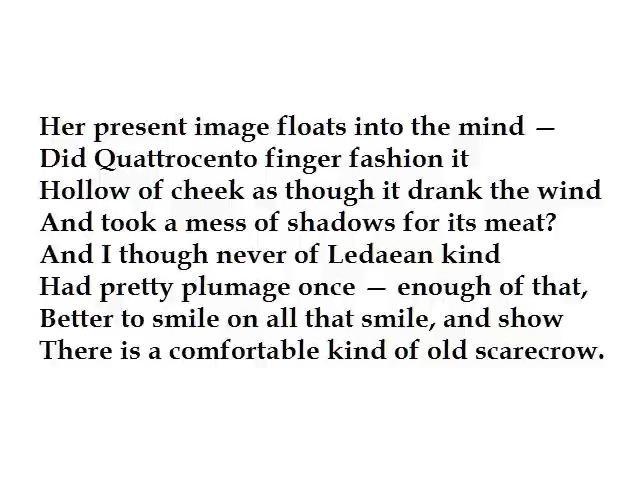 Her present image floats into the mind —
Did Quattrocento finger fashion it
Hollow of cheek as though it drank the wind
And took a mess of shadows for its meat?
And I though never of Ledaean kind
Had pretty plumage once — enough of that,
Better to smile on all that smile, and show
There is a comfortable kind of old scarecrow.